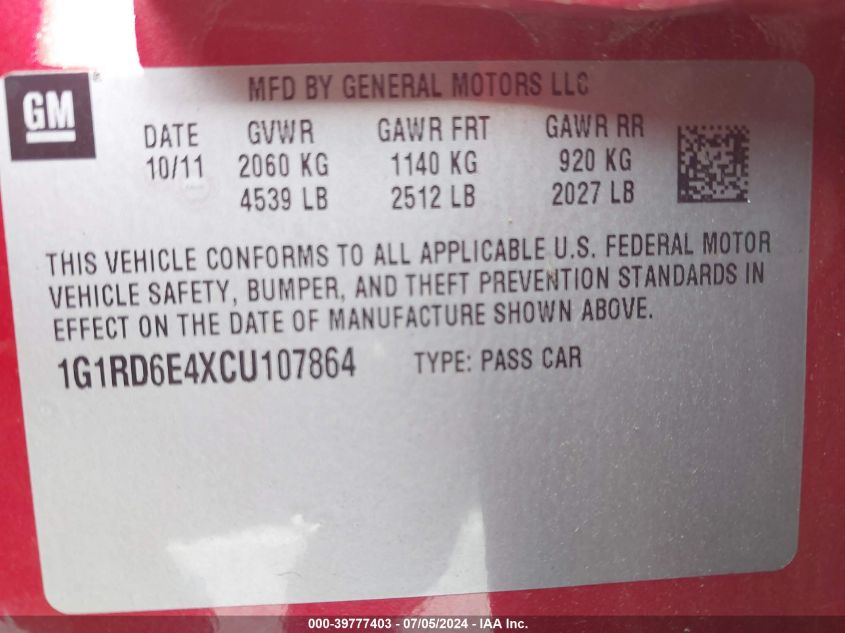 GM
MFD BY GENERAL MOTORS LLC
DATE GVWR GAWR FRT GAWR RR
10/11 2060 KG 1140 KG 920 KG
4539 LB 2512 LB 2027 LB
THIS VEHICLE CONFORMS TO ALL APPLICABLE U.S. FEDERAL MOTOR
VEHICLE SAFETY, BUMPER, AND THEFT PREVENTION STANDARDS IN
EFFECT ON THE DATE OF MANUFACTURE SHOWN ABOVE.
1G1RD6E4XCU107864 TYPE: PASS CAR
000-39777403 - 07/05/2024 - IAA Inc.